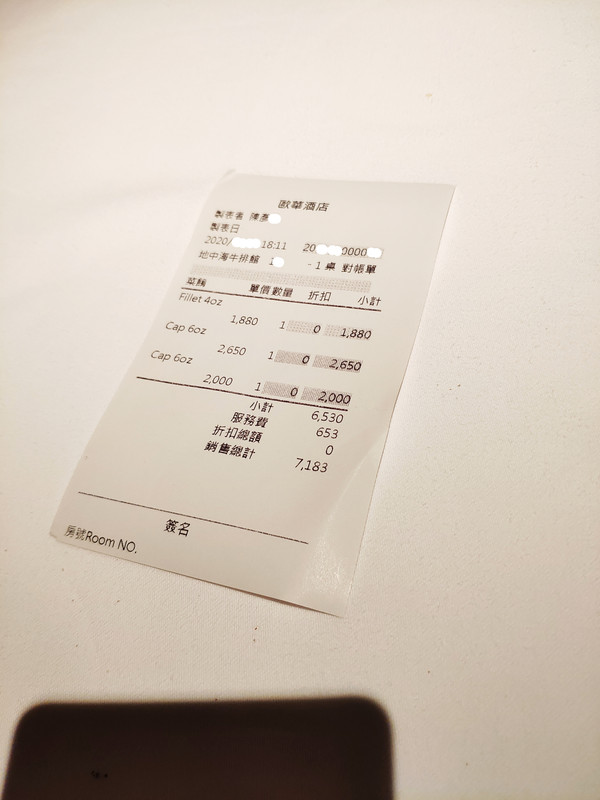 歐華酒店
製表者 陳彥
製表日
2020/ 18:11 20 0000
地中海牛排館 1 - 1 桌 對帳單
菜餚 單價 數量 折扣 小計
Fillet 4oz
1,880 1 0 1,880
Cap 6oz
2,650 1 0 2,650
Cap 6oz
2,000 1 0 2,000
小計 6,530
服務費 653
折扣總額 0
銷售總計 7,183
簽名
房號Room NO.